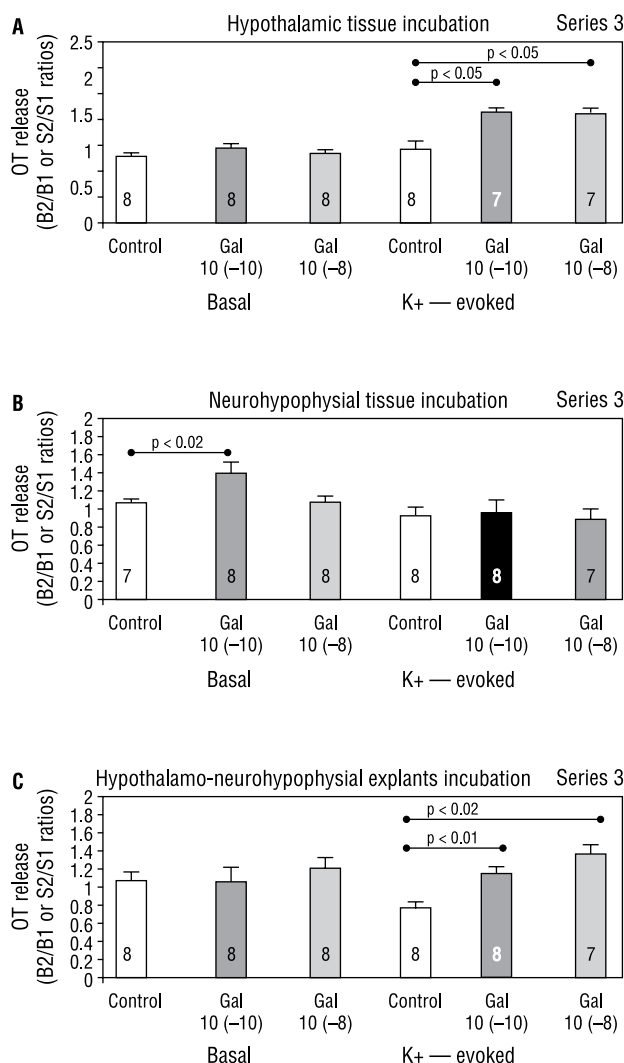 A Hypothalamic tissue incubation Series 3
OT release
(B2/B1 or S2/S1 ratios)
2.5
2
1.5
1
0.5
0
p < 0.05
p < 0.05
8 8 8 8 7 7
Control Gal Gal Control Gal Gal
10 (–10) 10 (–8) 10 (–10) 10 (–8)
Basal K+ — evoked
B Neurohypophysial tissue incubation Series 3
OT release
(B2/B1 or S2/S1 ratios)
2
1.8
1.6
1.4
1.2
1
0.8
0.6
0.4
0.2
0
p < 0.02
7 8 8 8 8 7
Control Gal Gal Control Gal Gal
10 (–10) 10 (–8) 10 (–10) 10 (–8)
Basal K+ — evoked
C Hypothalamo-neurohypophysial explants incubation Series 3
OT release
(B2/B1 or S2/S1 ratios)
2
1.8
1.6
1.4
1.2
1
0.8
0.6
0.4
0.2
0
p < 0.02
p < 0.01
8 8 8 8 8 7
Control Gal Gal Control Gal Gal
10 (–10) 10 (–8) 10 (–10) 10 (–8)
Basal K+ — evoked